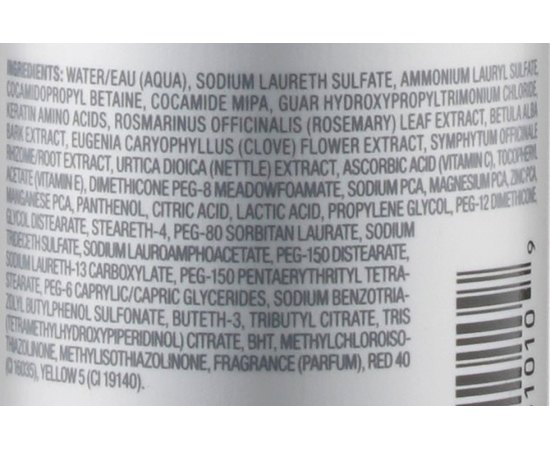 INGREDIENTS: WATER/EAU (AQUA), SODIUM LAURETH SULFATE, AMMONIUM LAURYL SULFATE,
COCAMIDOPROPYL BETAINE, COCAMIDE MIPA, GUAR HYDROXYPROPYLTRIMONIUM CHLORIDE,
KERATIN AMINO ACIDS, ROSMARINUS OFFICINALIS (ROSEMARY) LEAF EXTRACT, BETULA ALBA
BARK EXTRACT, EUGENIA CARYOPHYLLUS (CLOVE) FLOWER EXTRACT, SYMPHYTUM OFFICINALE
RHIZOME/ROOT EXTRACT, URTICA DIOICA (NETTLE) EXTRACT, ASCORBIC ACID (VITAMIN C), TOCOPHEROL
ACETATE (VITAMIN E), DIMETHICONE PEG-8 MEADOWFOAMATE, SODIUM PCA, MAGNESIUM PCA, ZINC PCA,
MANGANESE PCA, PANTHENOL, CITRIC ACID, LACTIC ACID, PROPYLENE GLYCOL, PEG-12 DIMETHICONE,
GLYCOL DISTEARATE, STEARETH-4, PEG-80 SORBITAN LAURATE, SODIUM
TRIDECETH SULFATE, SODIUM LAUROAMPHOACETATE, PEG-150 DISTEARATE,
SODIUM LAURETH-13 CARBOXYLATE, PEG-150 PENTAERYTHRITYL TETRA-
STEARATE, PEG-6 CAPRYLIC/CAPRIC GLYCERIDES, SODIUM BENZOTRIA-
ZOLYL BUTYLPHENOL SULFONATE, BUTETH-3, TRIBUTYL CITRATE, TRIS
(TETRAMETHYLHYDROXYPIPERIDINOL) CITRATE, BHT, METHYLCHLOROISO-
THIAZOLINONE, METHYLISOTHIAZOLINONE, FRAGRANCE (PARFUM), RED 40
(CI 16035), YELLOW 5 (CI 19140).
9
1010